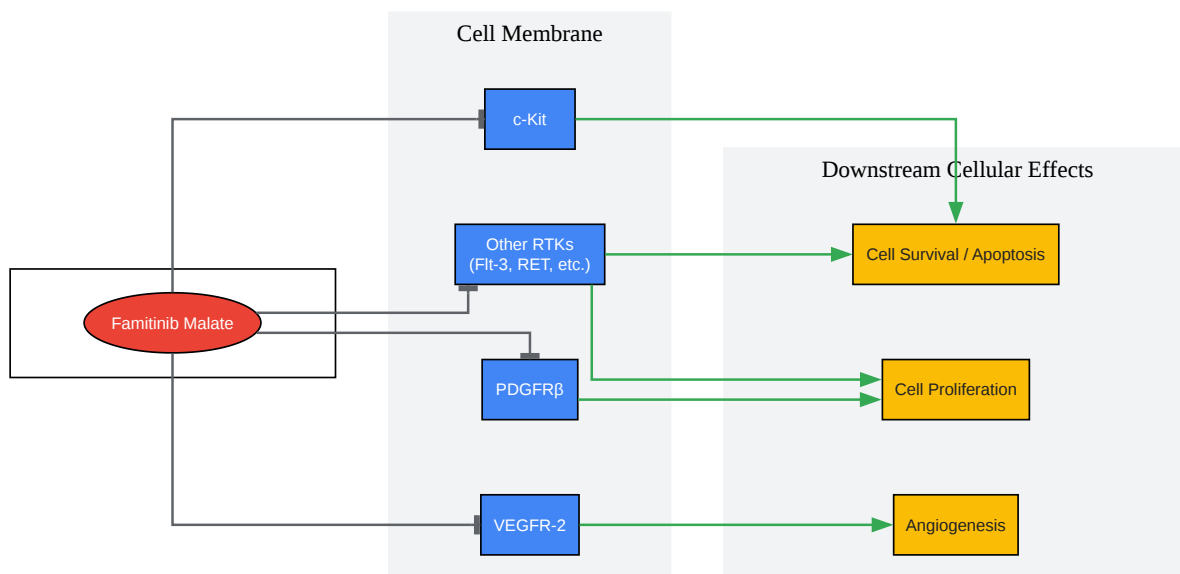 Cell Membrane
c-Kit
Downstream Cellular Effects
Other RTKs
(Flt-3, RET, etc.)
Cell Survival / Apoptosis
Famitinib Malate
PDGFRβ
Cell Proliferation
VEGFR-2
Angiogenesis